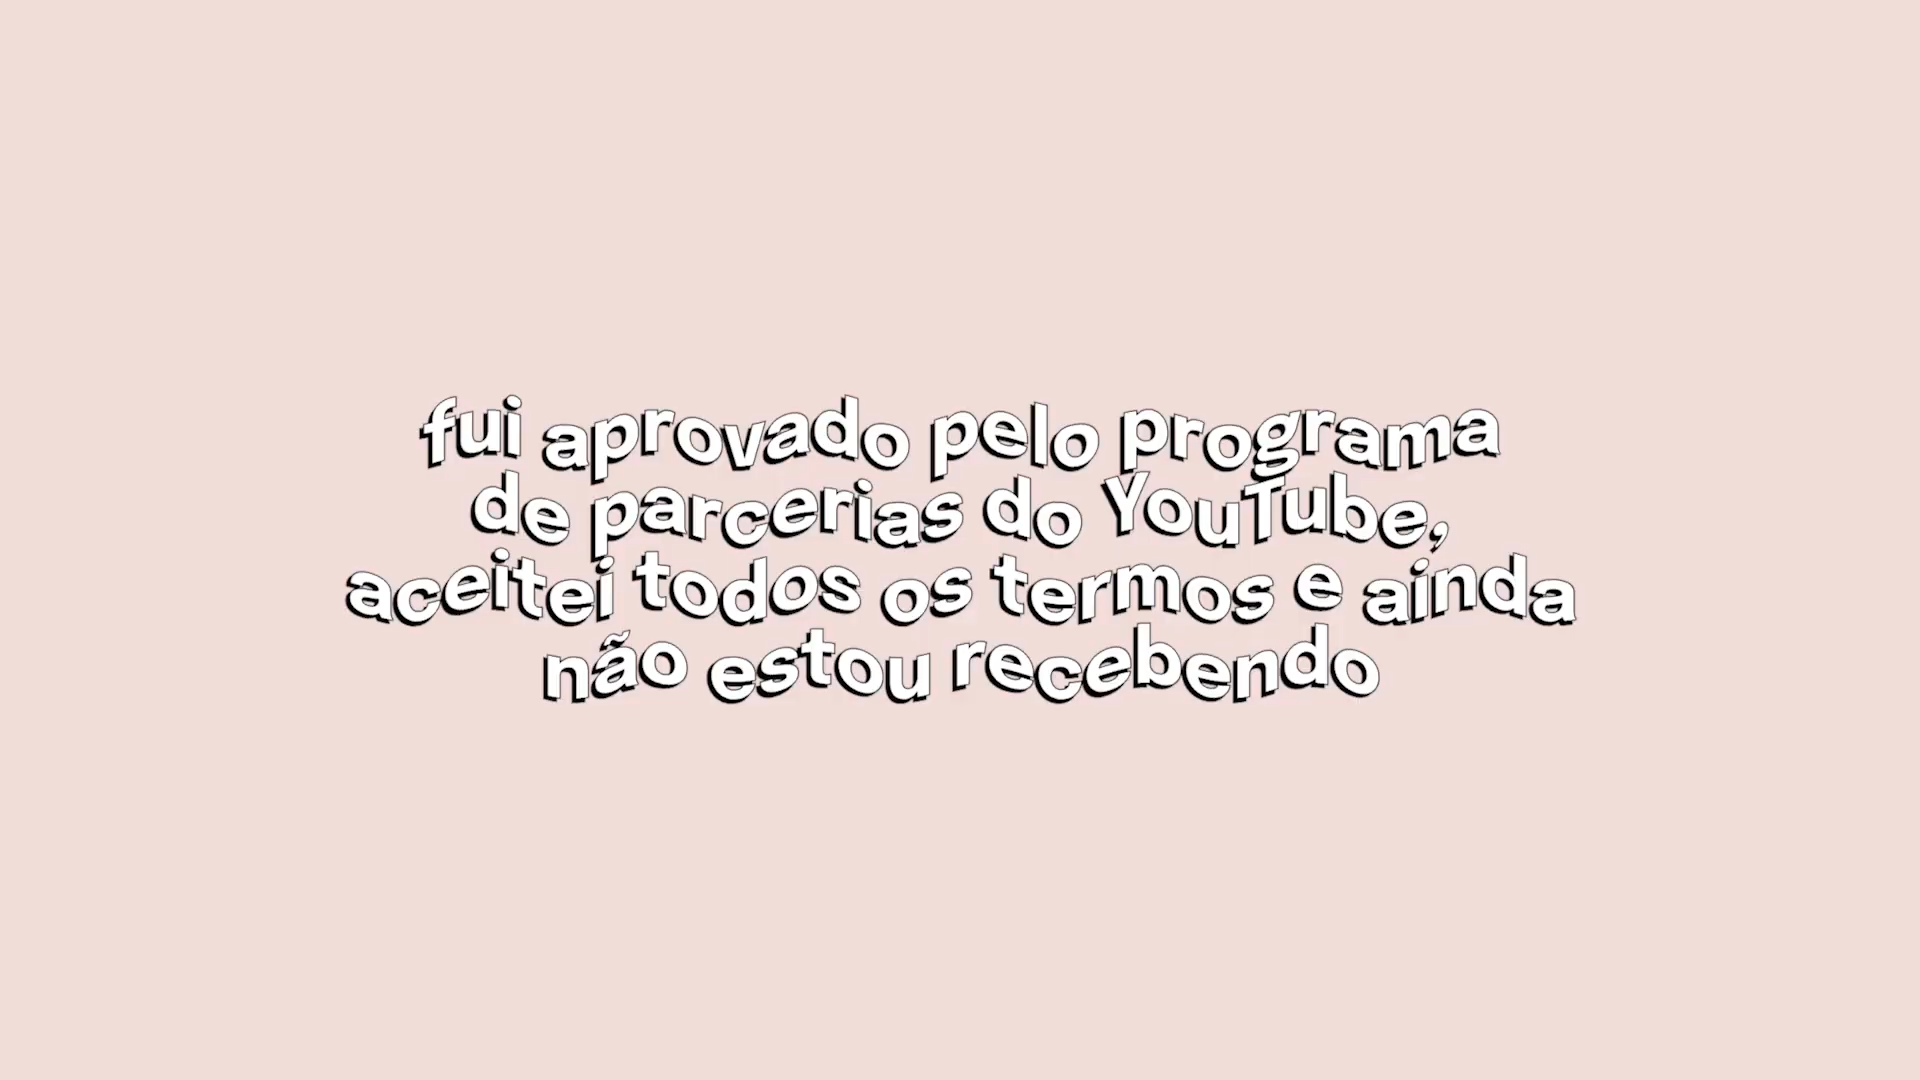 fui aprovado pelo programa
de parcerias do YouTube,
aceitei todos os termos e ainda
não estou recebendo